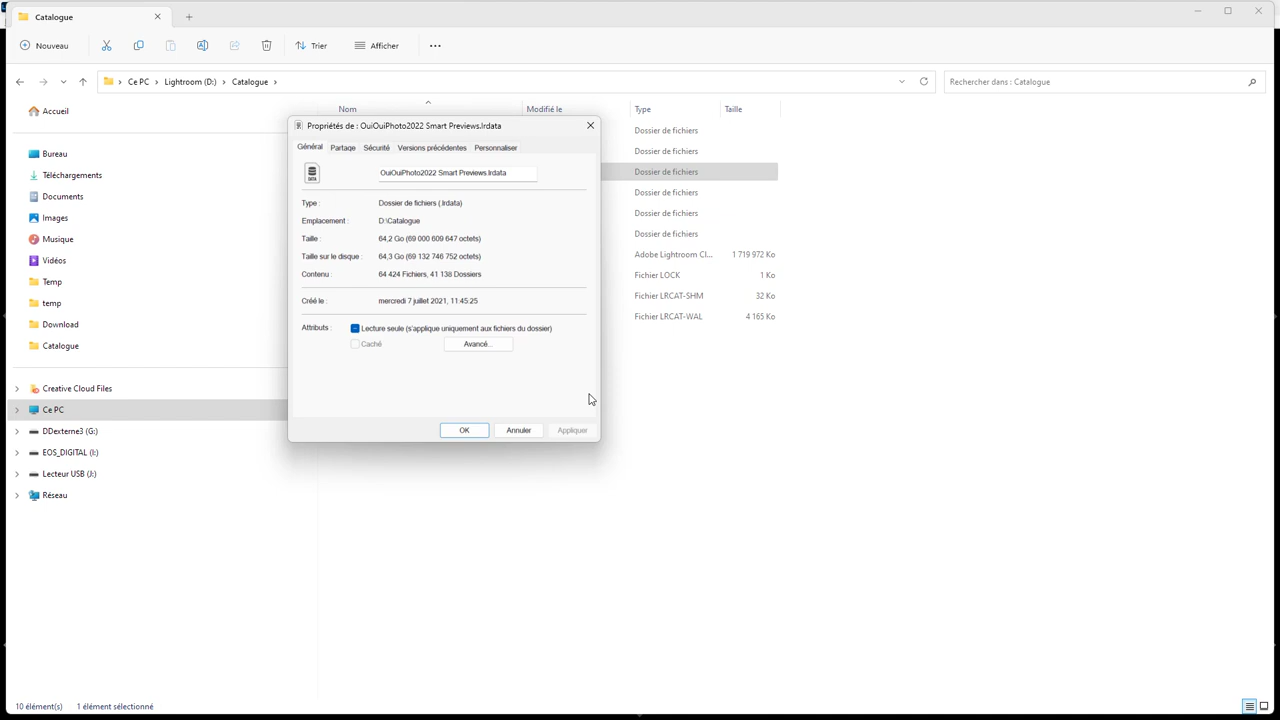 Catalogue
Nouveau
Trier
Afficher
Ce PC
Lightroom (D:)
Catalogue
Rechercher dans : Catalogue
Accueil
Nom
Modifié le
Type
Taille
Propriétés de : OuiOuiPhoto2022 Smart Previews.lrdata
Dossier de fichiers
Général
Partage
Sécurité
Versions précédentes
Personnaliser
Bureau
Dossier de fichiers
Téléchargements
DATA
OuiOuiPhoto2022 Smart Previews.lrdata
Dossier de fichiers
Documents
Type :
Dossier de fichiers (.lrdata)
Dossier de fichiers
Images
Emplacement :
D:\Catalogue
Dossier de fichiers
Musique
Taille :
64,2 Go (69 000 609 647 octets)
Dossier de fichiers
Vidéos
Taille sur le disque :
64,3 Go (69 132 746 752 octets)
Adobe Lightroom Cl...
1 719 972 Ko
Temp
Contenu :
64 424 Fichiers, 41 138 Dossiers
Fichier LOCK
1 Ko
temp
Créé le :
mercredi 7 juillet 2021, 11:45:25
Fichier LRCAT-SHM
32 Ko
Download
Attributs :
Lecture seule (s'applique uniquement aux fichiers du dossier)
Fichier LRCAT-WAL
4 165 Ko
Catalogue
Caché
Avancé...
Creative Cloud Files
Ce PC
DDexterne3 (G:)
OK
Annuler
Appliquer
EOS_DIGITAL (I:)
Lecteur USB (J:)
Réseau
10 élément(s)
1 élément sélectionné